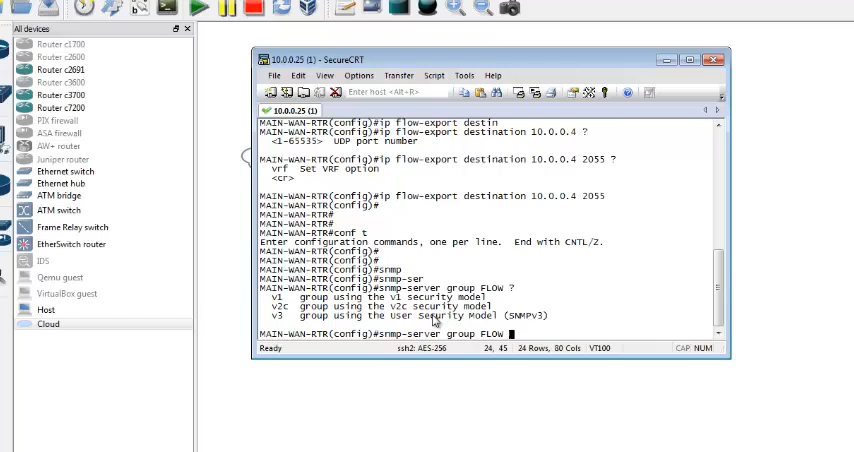 All devices
Router c1700
Router c2600
Router c2691
Router c3600
Router c3700
Router c7200
PIX firewall
ASA firewall
AW+ router
Juniper router
Ethernet switch
Ethernet hub
ATM bridge
ATM switch
Frame Relay switch
EtherSwitch router
IDS
Qemu guest
VirtualBox guest
Host
Cloud
10.0.0.25 (1) - SecureCRT
File Edit View Options Transfer Script Tools Help
Enter host <Alt+R>
10.0.0.25 (1)
MAIN-WAN-RTR(config)#ip flow-export destin
MAIN-WAN-RTR(config)#ip flow-export destination 10.0.0.4 ?
<1-65535> UDP port number
MAIN-WAN-RTR(config)#ip flow-export destination 10.0.0.4 2055 ?
vrf Set VRF option
<cr>
MAIN-WAN-RTR(config)#ip flow-export destination 10.0.0.4 2055
MAIN-WAN-RTR(config)#
MAIN-WAN-RTR#
MAIN-WAN-RTR#
MAIN-WAN-RTR#conf t
Enter configuration commands, one per line. End with CNTL/Z.
MAIN-WAN-RTR(config)#
MAIN-WAN-RTR(config)#
MAIN-WAN-RTR(config)#snmp
MAIN-WAN-RTR(config)#snmp-ser
MAIN-WAN-RTR(config)#snmp-server group FLOW ?
v1 group using the v1 security model
v2c group using the v2c security model
v3 group using the User Security Model (SNMPv3)
MAIN-WAN-RTR(config)#snmp-server group FLOW
Ready ssh2: AES-256 24, 45 24 Rows, 80 Cols VT100 CAP NUM